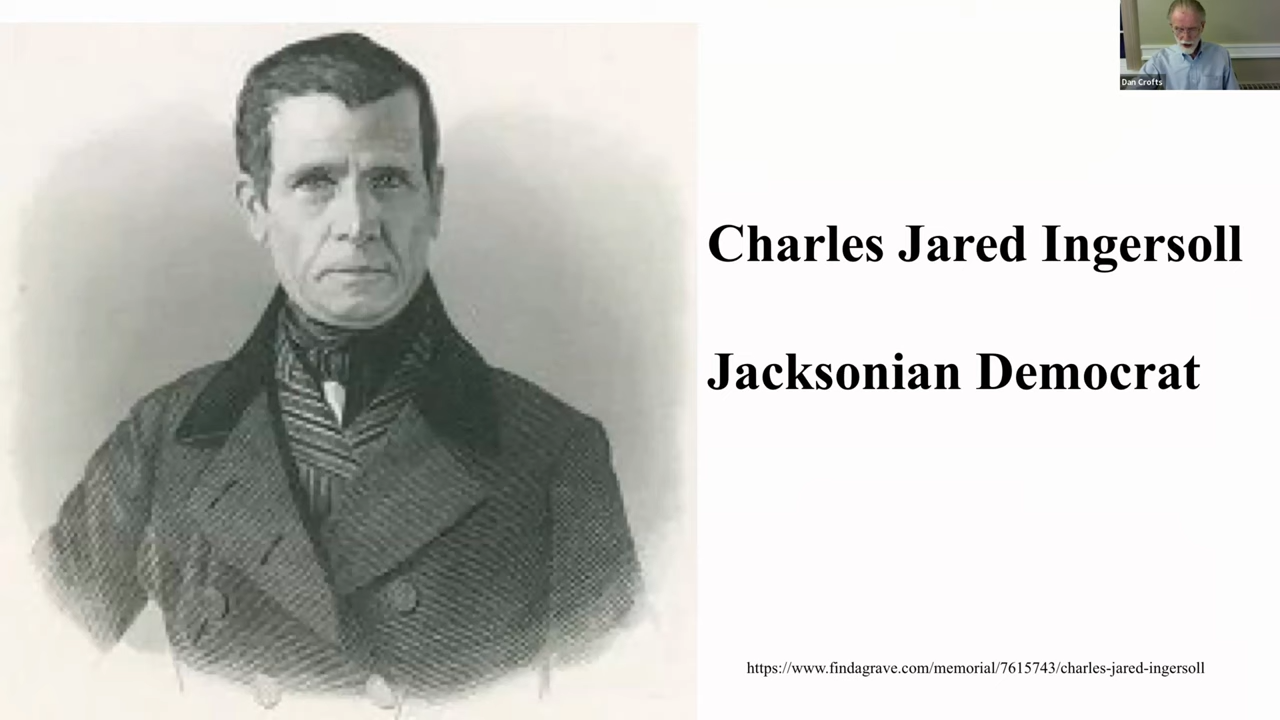 Dan Crofts
Charles Jared Ingersoll
Jacksonian Democrat
https://www.findagrave.com/memorial/7615743/charles-jared-ingersoll